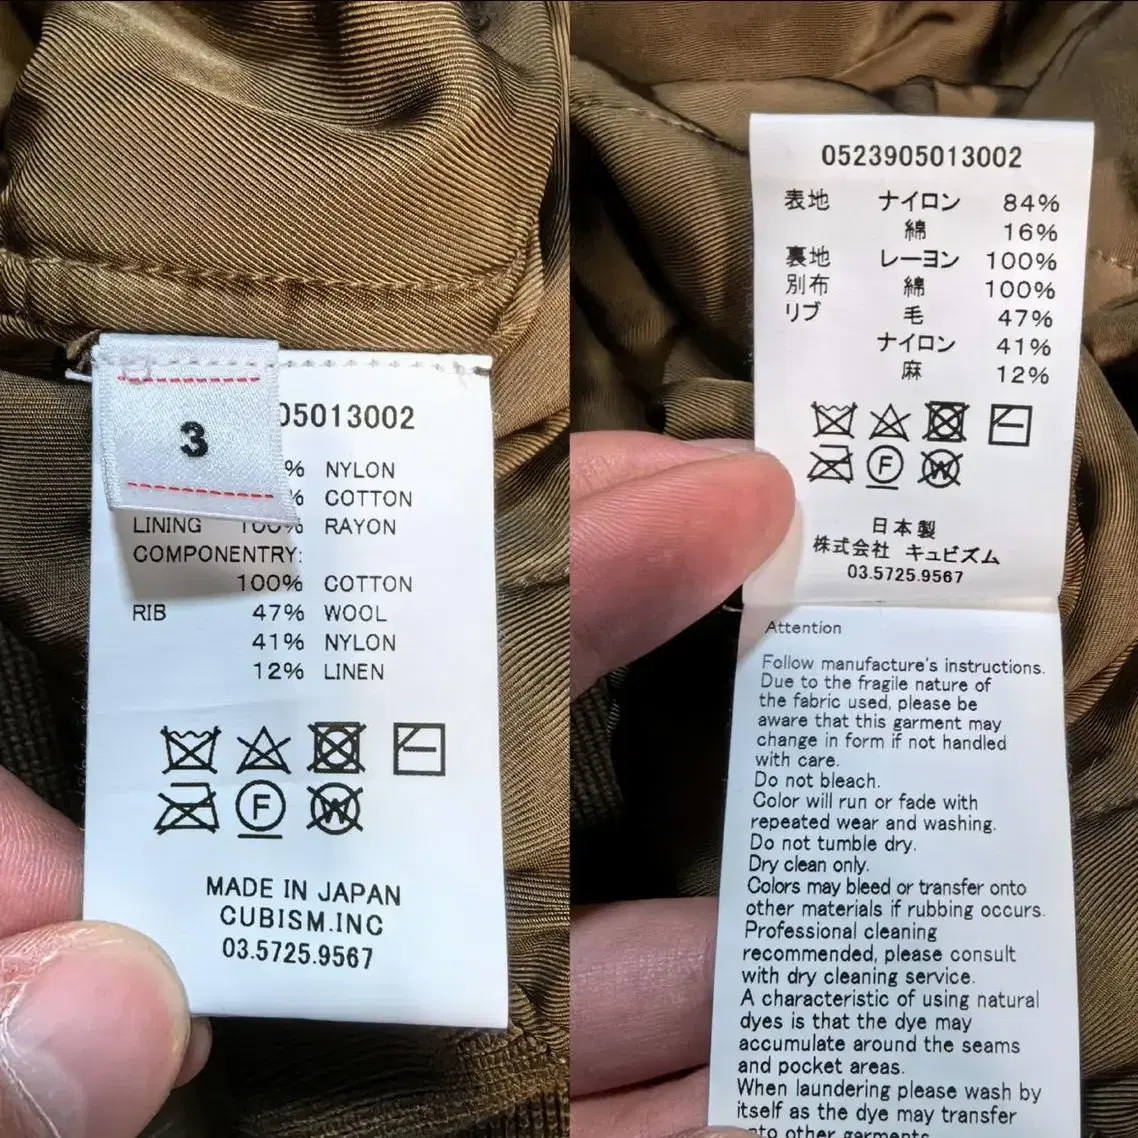 3
05013002
% NYLON
% COTTON
LINING 100% RAYON
COMPONENTRY:
100% COTTON
RIB 47% WOOL
41% NYLON
12% LINEN
F
W
MADE IN JAPAN
CUBISM.INC
03.5725.9567
0523905013002
表地 ナイロン 84%
綿 16%
裏地 レーヨン 100%
別布 綿 100%
リブ 毛 47%
ナイロン 41%
麻 12%
F
W
日本製
株式会社 キュビズム
03.5725.9567
Attention
Follow manufacture's instructions.
Due to the fragile nature of
the fabric used, please be
aware that this garment may
change in form if not handled
with care.
Do not bleach.
Color will run or fade with
repeated wear and washing.
Do not tumble dry.
Dry clean only.
Colors may bleed or transfer onto
other materials if rubbing occurs.
Professional cleaning
recommended, please consult
with dry cleaning service.
A characteristic of using natural
dyes is that the dye may
accumulate around the seams
and pocket areas.
When laundering please wash by
itself as the dye may transfer
onto other garments.